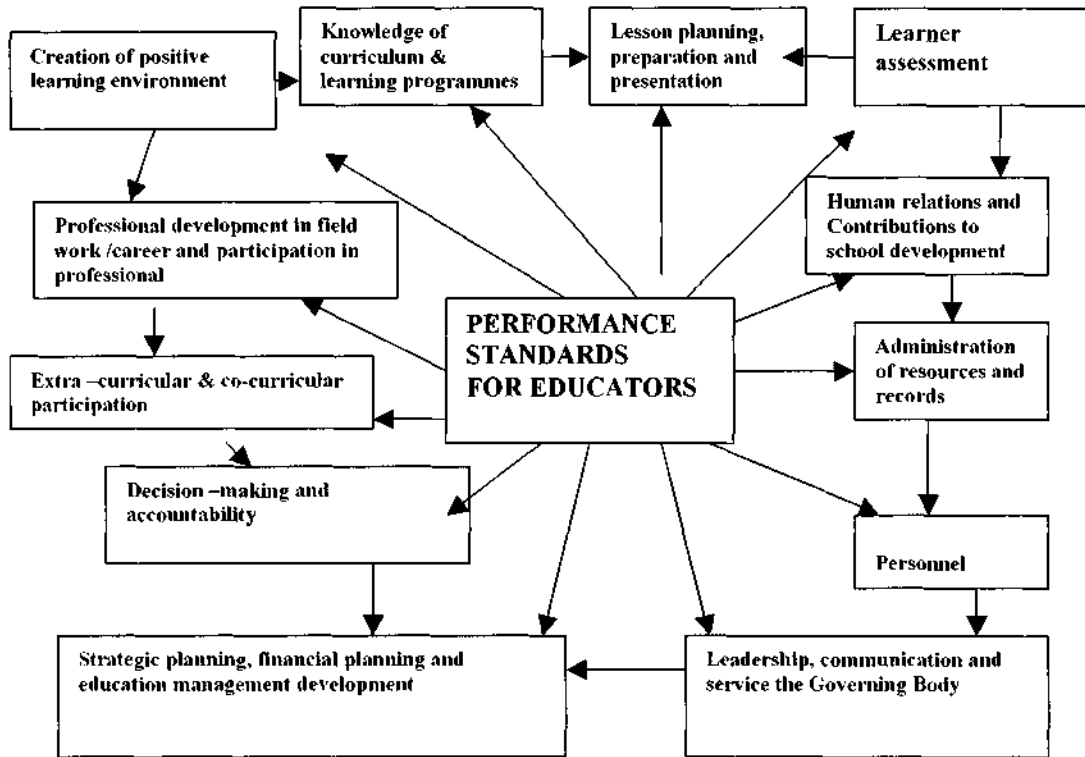 Creation of positive
learning environment
Knowledge of
curriculum &
learning programmes
Lesson planning,
preparation and
presentation
Learner
assessment
Professional development in field
work /career and participation in
professional
Human relations and
Contributions to
school development
PERFORMANCE
STANDARDS
FOR EDUCATORS
Extra –curricular & co-curricular
participation
Administration
of resources and
records
Decision –making and
accountability
Personnel
Strategic planning, financial planning and
education management development
Leadership, communication and
service the Governing Body